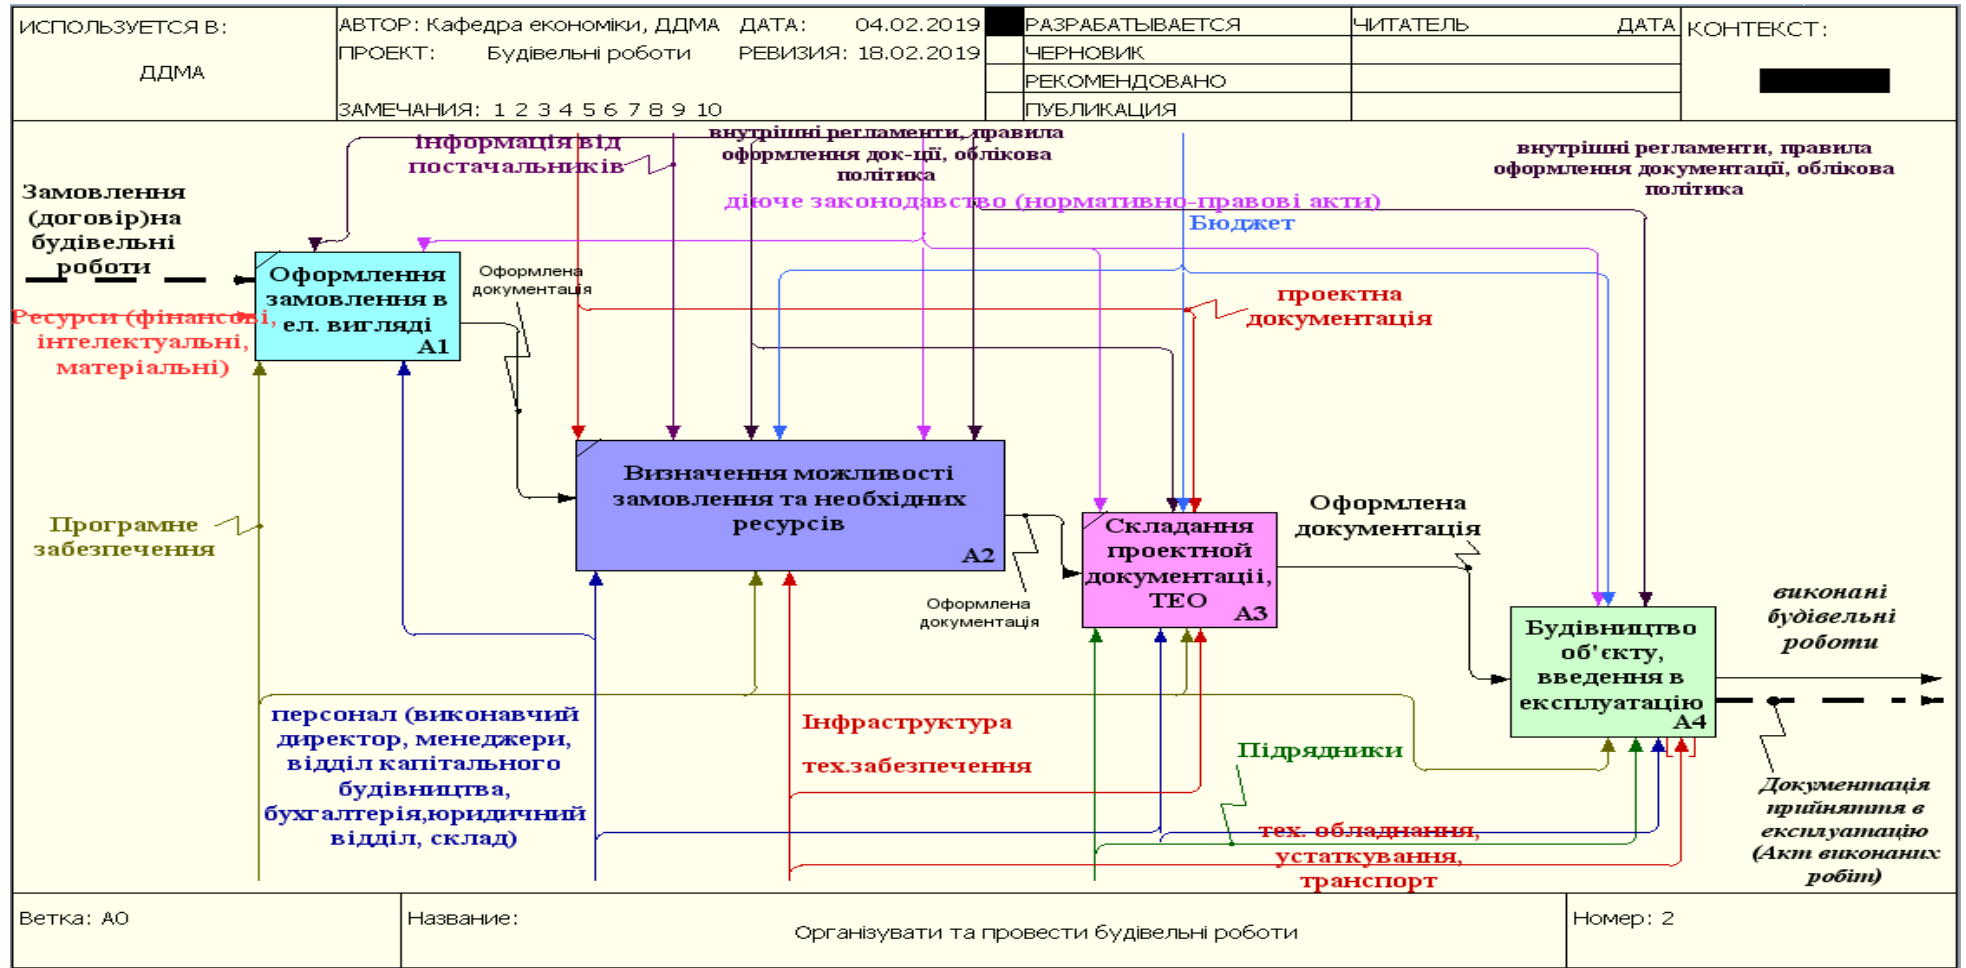 ИСПОЛЬЗУЕТСЯ В:
ДДМА
АВТОР: Кафедра економіки, ДДМА
ДАТА: 04.02.2019
ПРОЕКТ: Будівельні роботи
РЕВИЗИЯ: 18.02.2019
ЗАМЕЧАНИЯ: 1 2 3 4 5 6 7 8 9 10
РАЗРАБАТЫВАЕТСЯ
ЧЕРНОВИК
РЕКОМЕНДОВАНО
ПУБЛИКАЦИЯ
ЧИТАТЕЛЬ ДАТА
КОНТЕКСТ:
інформація від
постачальників
внутрішні регламенти, правила
оформлення док-ції, облікова
політика
внутрішні регламенти, правила
оформлення документації, облікова
політика
діюче законодавство (нормативно-правові акти)
Бюджет
Замовлення
(договір)на
будівельні
роботи
Ресурси (фінансові,
інтелектуальні,
матеріальні)
Оформлення
замовлення в
ел. вигляді
А1
Оформлена
документація
проектна
документація
Визначення можливості
замовлення та необхідних
ресурсів
А2
Програмне
забезпечення
Оформлена
документація
Складання
проектной
документаціі,
ТЕО
А3
Оформлена
документація
Будівництво
об'єкту,
введення в
експлуатацію
А4
виконані
будівельні
роботи
Документація
прийняття в
експлуатацію
(Акт виконаних
робіт)
персонал (виконавчий
директор, менеджери,
відділ капітального
будівництва,
бухгалтерія,юридичний
відділ, склад)
Інфраструктура
тех.забезпечення
Підрядники
тех. обладнання,
устаткування,
транспорт
Ветка: А0
Название:
Організувати та провести будівельні роботи
Номер: 2